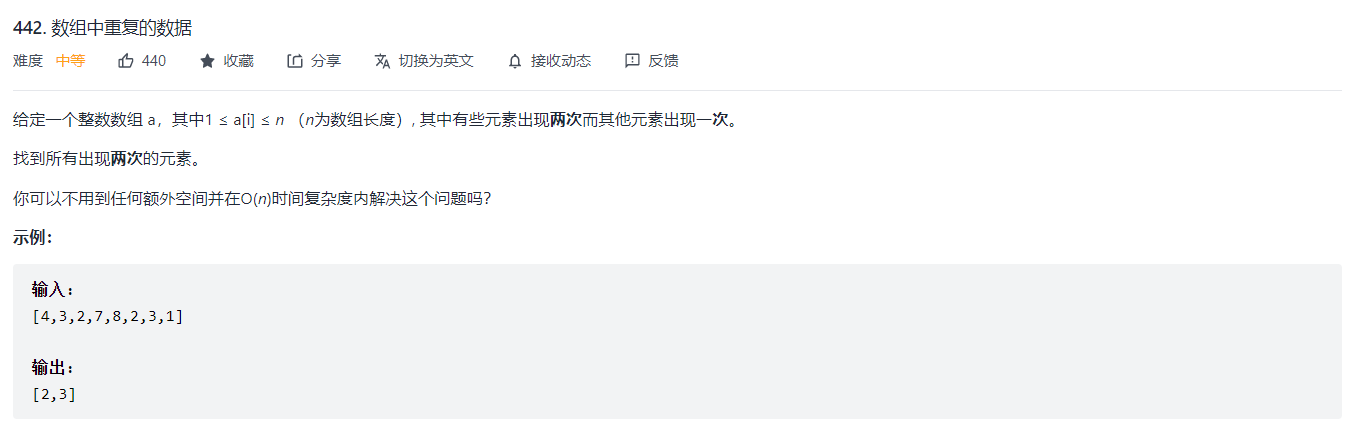 442. 数组中重复的数据
难度 中等 440 收藏 分享 切换为英文 接收动态 反馈
给定一个整数数组 a，其中1 ≤ a[i] ≤ n （n为数组长度）, 其中有些元素出现两次而其他元素出现一次。
找到所有出现两次的元素。
你可以不用到任何额外空间并在O(n)时间复杂度内解决这个问题吗？
示例：
输入:
[4,3,2,7,8,2,3,1]
输出:
[2,3]